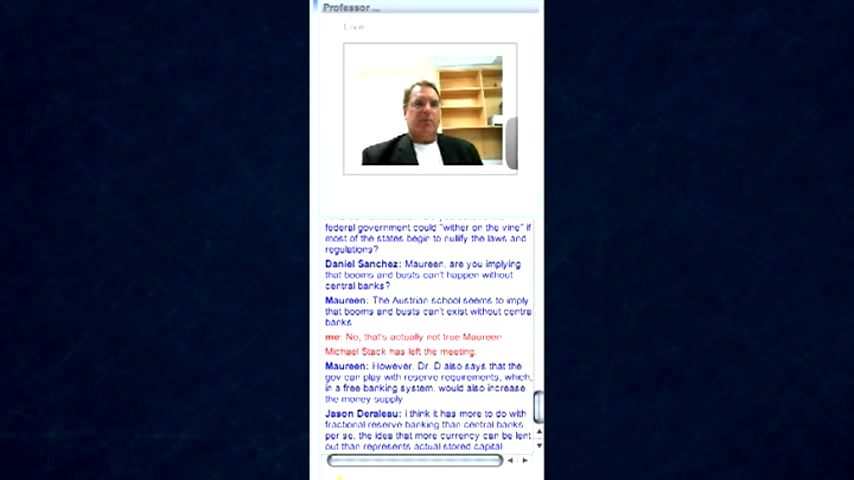 Professor ...
Live
federal government could "wither on the vine" if
most of the states begin to nullify the laws and
regulations?
Daniel Sanchez: Maureen, are you implying
that booms and busts can't happen without
central banks?
Maureen: The Austrian school seems to imply
that booms and busts can't exist without centra
banks
me: No, that's actually not true Maureen
Michael Stack has left the meeting.
Maureen: However, Dr. D also says that the
gov can play with reserve requirements, which,
in a free banking system, would also increase
the money supply
Jason Deraleau: i think it has more to do with
fractional reserve banking than central banks
per se. the idea that more currency can be lent
out than represents actual stored capital